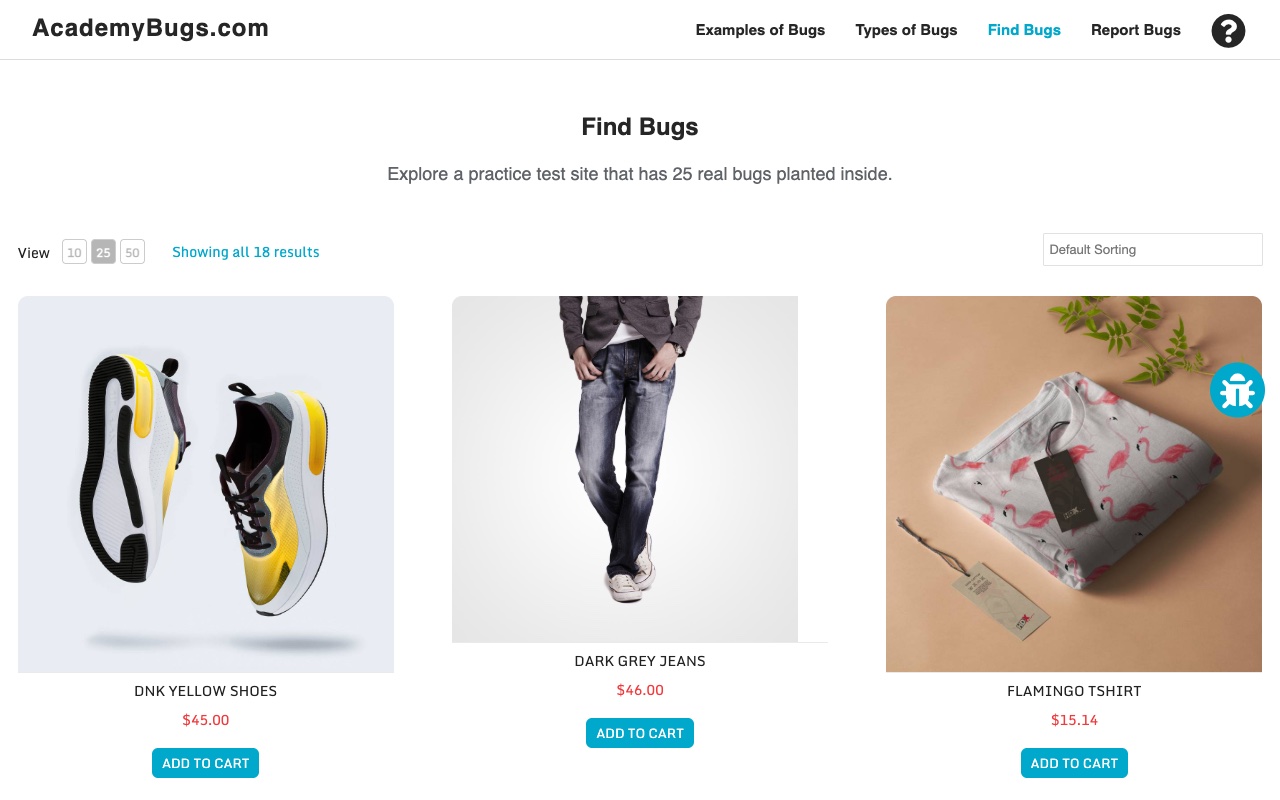 AcademyBugs.com
Examples of Bugs
Types of Bugs
Find Bugs
Report Bugs
?
Find Bugs
Explore a practice test site that has 25 real bugs planted inside.
View 10 25 50 Showing all 18 results
Default Sorting
DNK YELLOW SHOES
$45.00
ADD TO CART
DARK GREY JEANS
$46.00
ADD TO CART
FLAMINGO TSHIRT
$15.14
ADD TO CART